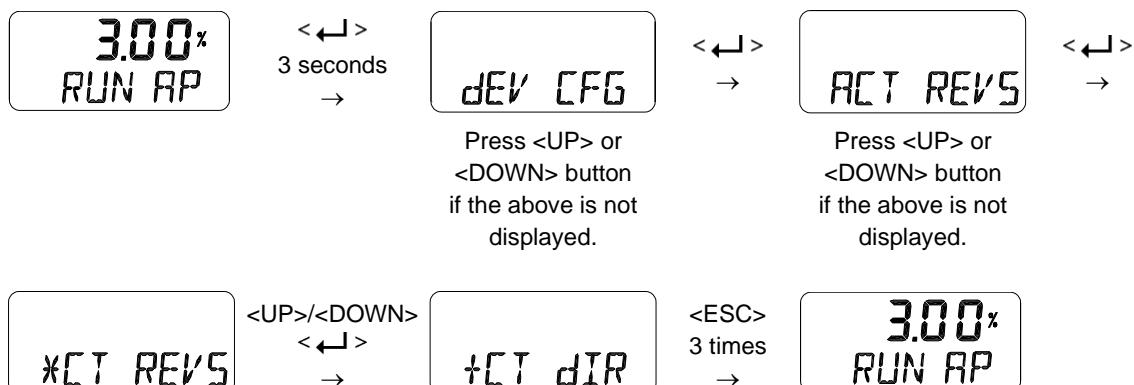 3.00%
RUN AP
<↵>
3 seconds
→
dEV CFG
Press <UP> or
<DOWN> button
if the above is not
displayed.
<↵>
→
ACT REVS
Press <UP> or
<DOWN> button
if the above is not
displayed.
<↵>
→
*CT REVS
<UP>/<DOWN>
<↵>
→
+CT dIR
<ESC>
3 times
→
3.00%
RUN AP